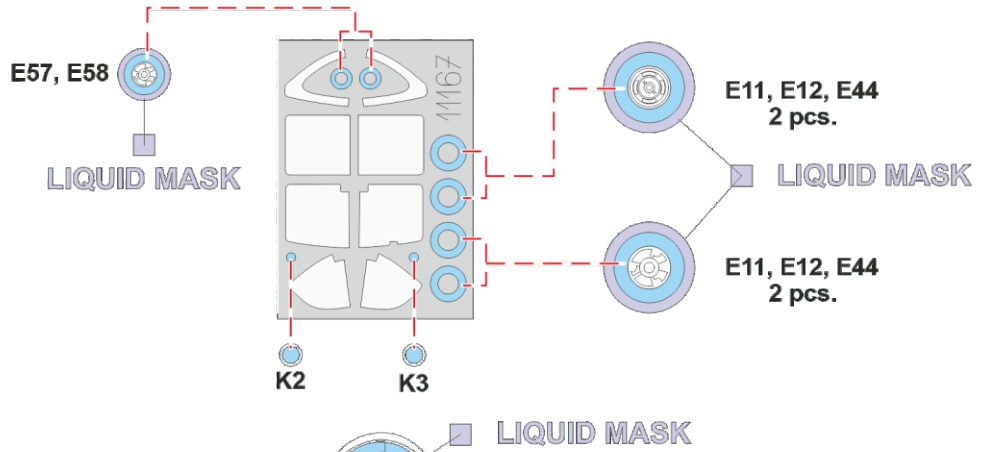 E57, E58
LIQUID MASK
11167
E11, E12, E44
2 pcs.
LIQUID MASK
E11, E12, E44
2 pcs.
K2
K3
LIQUID MASK